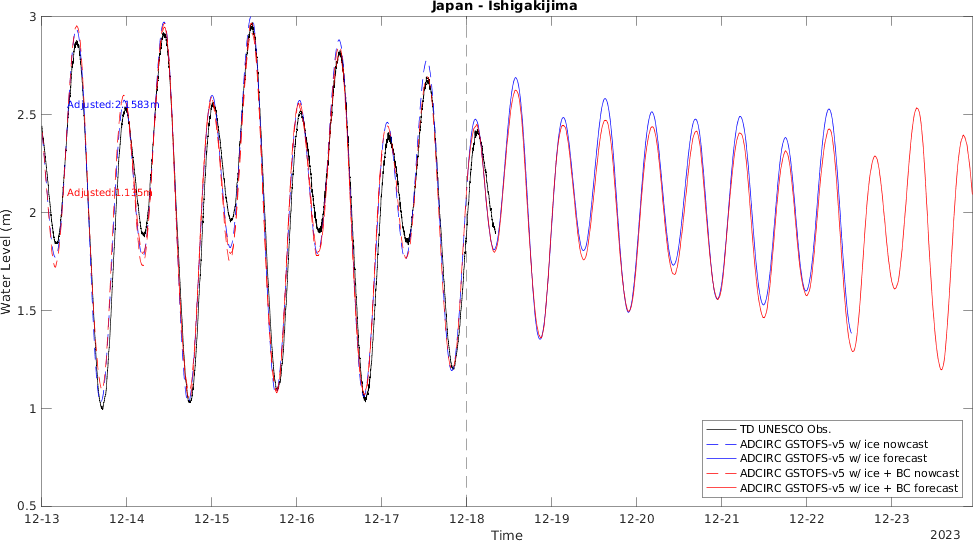 Japan - Ishigakijima
3
2.5
2
1.5
1
0.5
Water Level (m)
Adjusted:2.1583m
Adjusted:1.115m
TD UNESCO Obs.
ADCIRC GSTOFS-v5 w/ ice nowcast
ADCIRC GSTOFS-v5 w/ ice forecast
ADCIRC GSTOFS-v5 w/ ice + BC nowcast
ADCIRC GSTOFS-v5 w/ ice + BC forecast
12-13 12-14 12-15 12-16 12-17 12-18 12-19 12-20 12-21 12-22 12-23
Time
2023